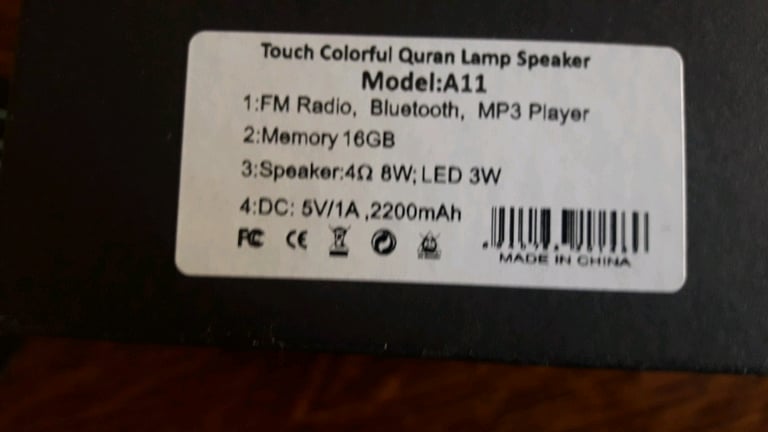 Touch Colorful Quran Lamp Speaker
Model:A11
1:FM Radio, Bluetooth, MP3 Player
2:Memory 16GB
3:Speaker:4Ω 8W; LED 3W
4:DC: 5V/1A ,2200mAh
FC CE
MADE IN CHINA